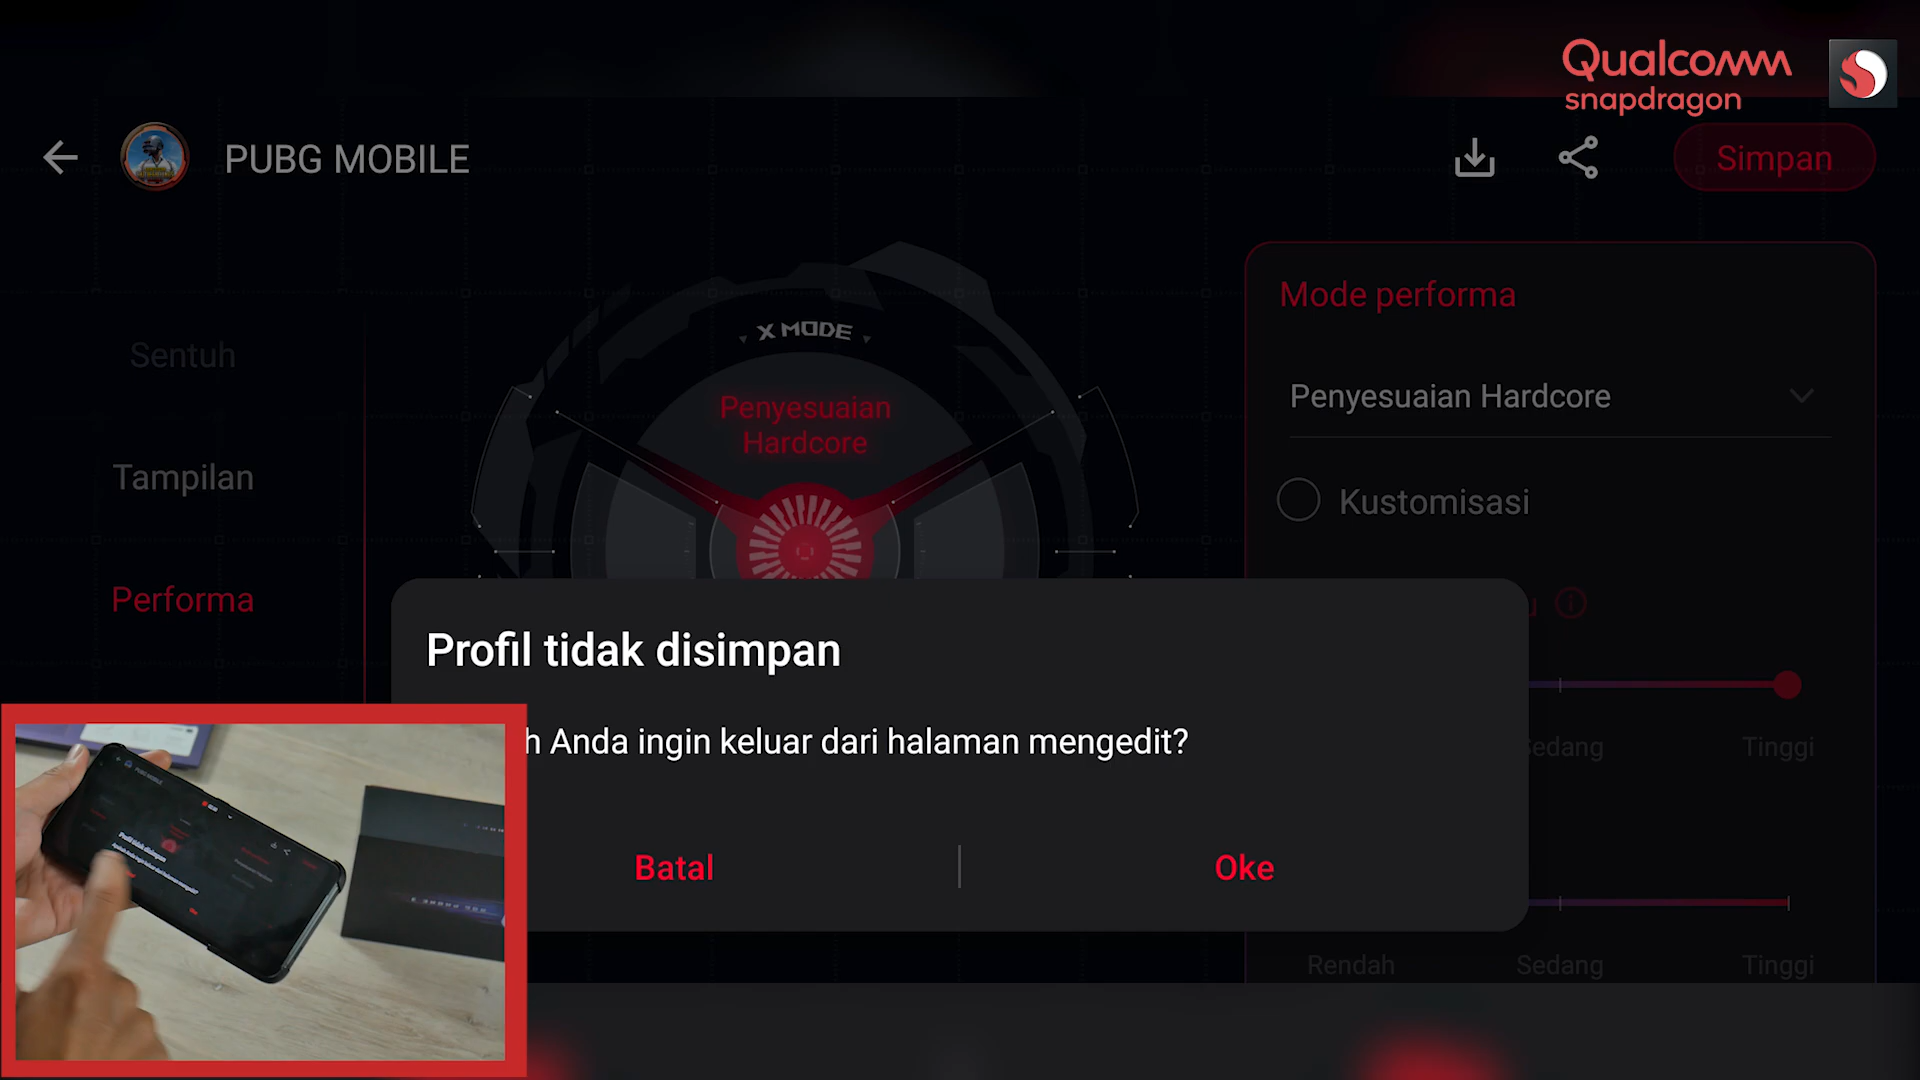 Qualcomm
snapdragon
PUBG MOBILE
Simpan
Mode performa
X MODE
Sentuh
Penyesuaian Hardcore
Penyesuaian
Hardcore
Tampilan
Kustomisasi
Performa
Profil tidak disimpan
Anda ingin keluar dari halaman mengedit?
Sedang Tinggi
Batal
Oke
Rendah Sedang Tinggi